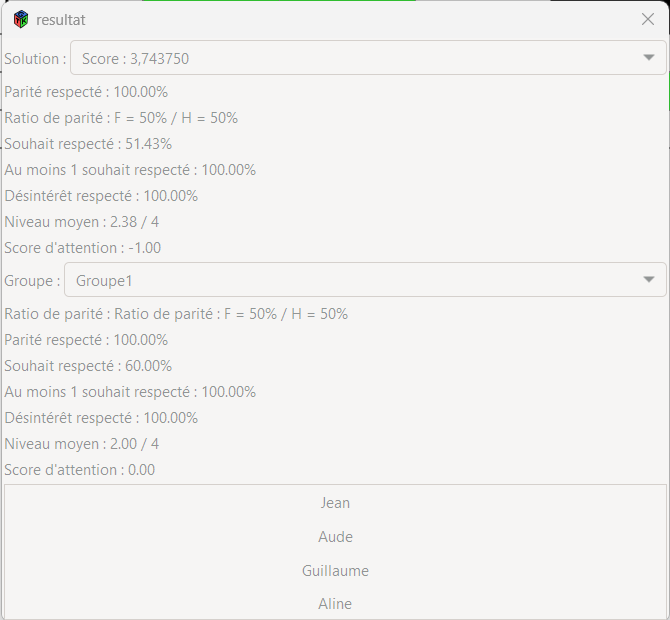 resultat
Solution : Score : 3,743750
Parité respecté : 100.00%
Ratio de parité : F = 50% / H = 50%
Souhait respecté : 51.43%
Au moins 1 souhait respecté : 100.00%
Désintérêt respecté : 100.00%
Niveau moyen : 2.38 / 4
Score d'attention : -1.00
Groupe : Groupe1
Ratio de parité : Ratio de parité : F = 50% / H = 50%
Parité respecté : 100.00%
Souhait respecté : 60.00%
Au moins 1 souhait respecté : 100.00%
Désintérêt respecté : 100.00%
Niveau moyen : 2.00 / 4
Score d'attention : 0.00
Jean
Aude
Guillaume
Aline